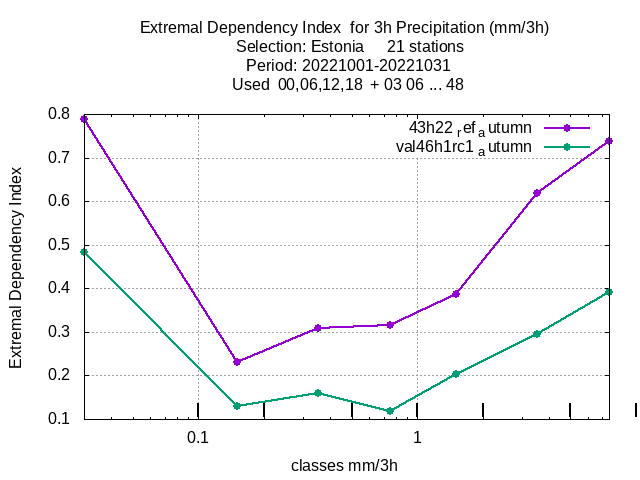 Extremal Dependency Index  for 3h Precipitation (mm/3h)
Selection: Estonia     21 stations
Period: 20221001-20221031
Used  00,06,12,18  + 03 06 ... 48
43h22 ref a utumn
val46h1rc1 a utumn
Extremal Dependency Index
0.8
0.7
0.6
0.5
0.4
0.3
0.2
0.1
0.1
1
classes mm/3h